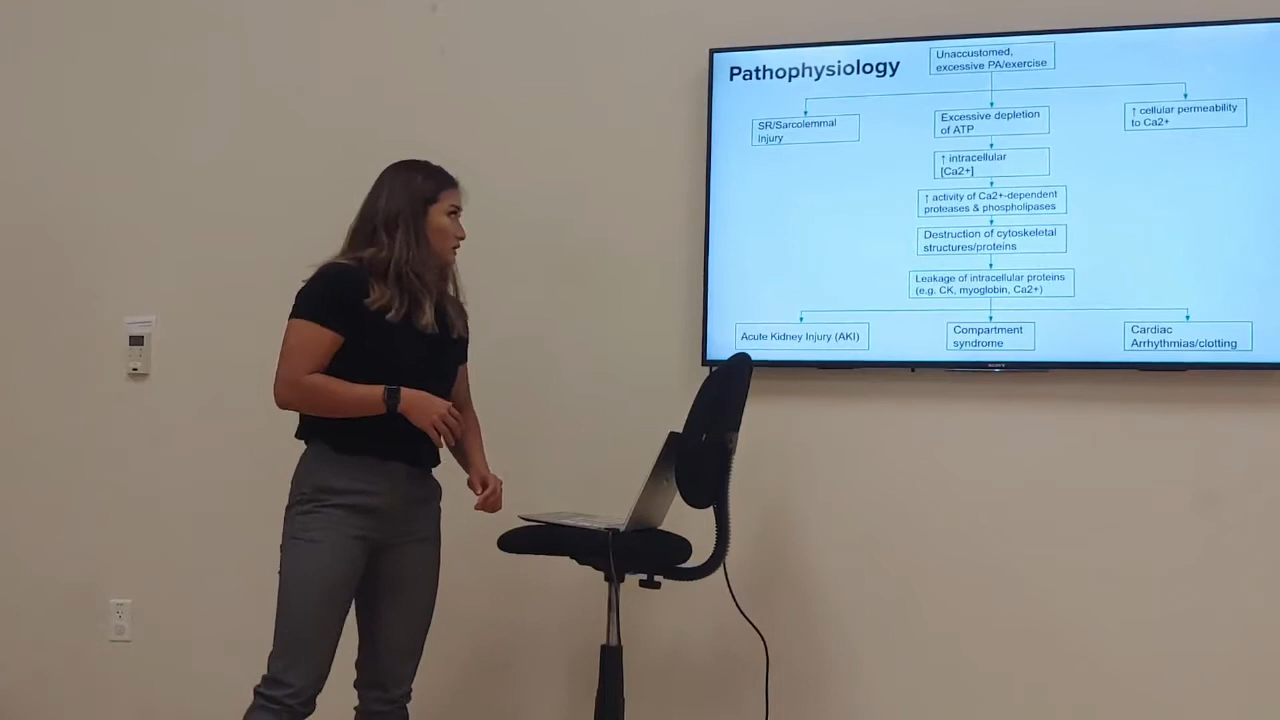 Pathophysiology
Unaccustomed,
excessive PA/exercise
SR/Sarcolemmal
Injury
Excessive depletion
of ATP
↑ cellular permeability
to Ca2+
↑ intracellular
[Ca2+]
↑ activity of Ca2+-dependent
proteases & phospholipases
Destruction of cytoskeletal
structures/proteins
Leakage of intracellular proteins
(e.g. CK, myoglobin, Ca2+)
Acute Kidney Injury (AKI)
Compartment
syndrome
Cardiac
Arrhythmias/clotting
SONY